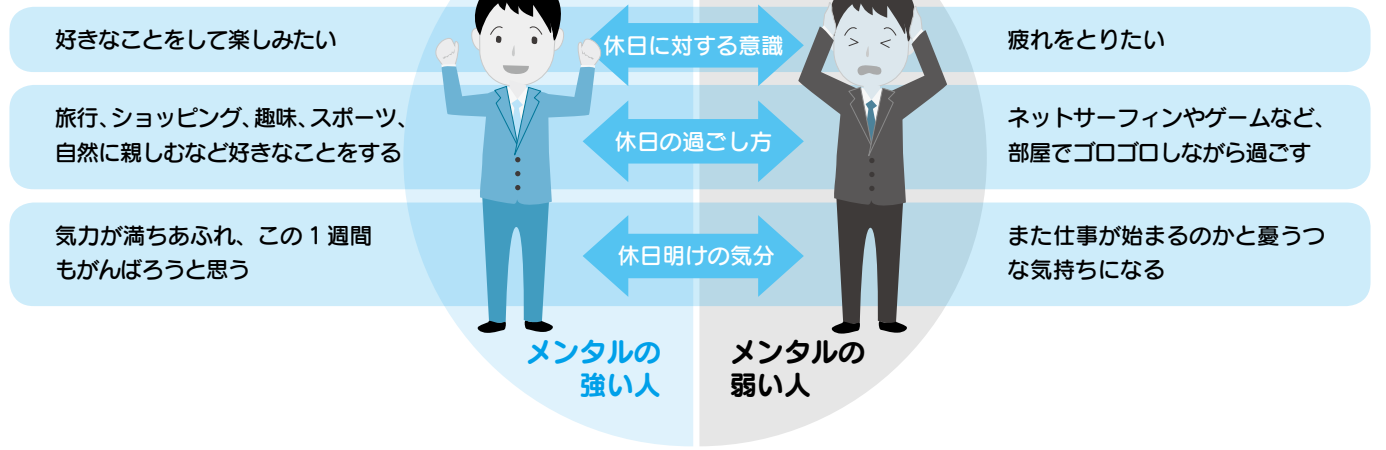 好きなことをして楽しみたい
休日に対する意識
疲れをとりたい
旅行、ショッピング、趣味、スポーツ、
自然に親しむなど好きなことをする
休日の過ごし方
ネットサーフィンやゲームなど、
部屋でゴロゴロしながら過ごす
気力が満ちあふれ、この1週間
もがんばろうと思う
休日明けの気分
また仕事が始まるのかと憂うつ
な気持ちになる
メンタルの
強い人
メンタルの
弱い人